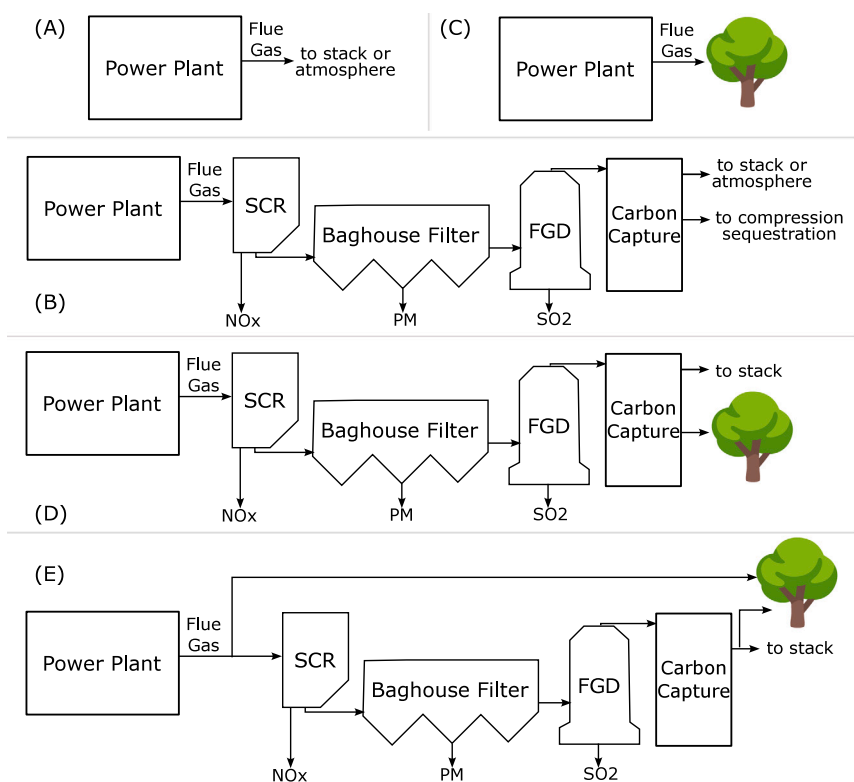 (A)
Power Plant
Flue
Gas
to stack or
atmosphere
(C)
Power Plant
Flue
Gas
(B)
Power Plant
Flue
Gas
SCR
NOx
Baghouse Filter
PM
FGD
SO2
Carbon
Capture
to stack or
atmosphere
to compression
sequestration
(D)
Power Plant
Flue
Gas
SCR
NOx
Baghouse Filter
PM
FGD
SO2
Carbon
Capture
to stack
(E)
Power Plant
Flue
Gas
SCR
NOx
Baghouse Filter
PM
FGD
SO2
Carbon
Capture
to stack